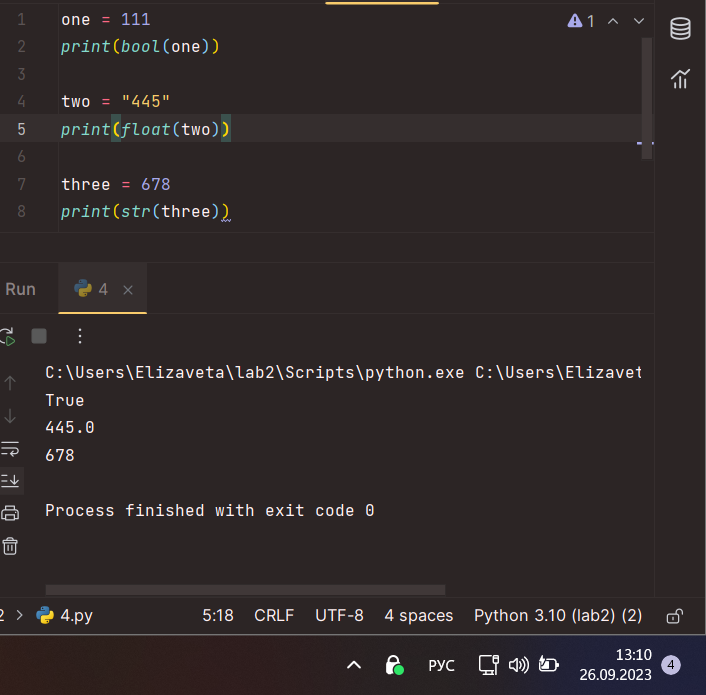 1 one = 111
2 print(bool(one))
3
4 two = "445"
5 print(float(two))
6
7 three = 678
8 print(str(three))
1
Run 4
C:\Users\Elizaveta\lab2\Scripts\python.exe C:\Users\Elizavet
True
445.0
678
Process finished with exit code 0
2 > 4.py 5:18 CRLF UTF-8 4 spaces Python 3.10 (lab2) (2)
РУС 13:10 4
26.09.2023